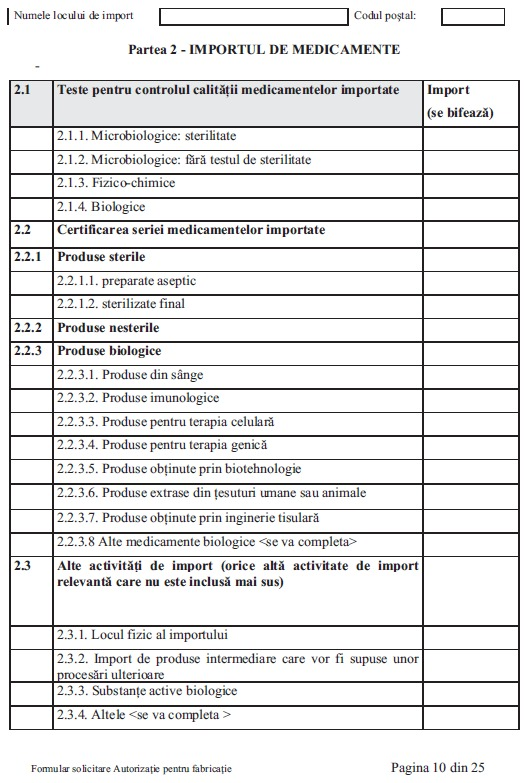 Numele locului de import Codul poștal:
Partea 2 - IMPORTUL DE MEDICAMENTE
-
2.1 Teste pentru controlul calității medicamentelor importate Import
(se bifează)
2.1.1. Microbiologice: sterilitate
2.1.2. Microbiologice: fără testul de sterilitate
2.1.3. Fizico-chimice
2.1.4. Biologice
2.2 Certificarea seriei medicamentelor importate
2.2.1 Produse sterile
2.2.1.1. preparate aseptic
2.2.1.2. sterilizate final
2.2.2 Produse nesterile
2.2.3 Produse biologice
2.2.3.1. Produse din sânge
2.2.3.2. Produse imunologice
2.2.3.3. Produse pentru terapia celulară
2.2.3.4. Produse pentru terapia genică
2.2.3.5. Produse obținute prin biotehnologie
2.2.3.6. Produse extrase din țesuturi umane sau animale
2.2.3.7. Produse obținute prin inginerie tisulară
2.2.3.8 Alte medicamente biologice <se va completa>
2.3 Alte activități de import (orice altă activitate de import
relevantă care nu este inclusă mai sus)
2.3.1. Locul fizic al importului
2.3.2. Import de produse intermediare care vor fi supuse unor
procesări ulterioare
2.3.3. Substanțe active biologice
2.3.4. Altele <se va completa >
Formular solicitare Autorizație pentru fabricație Pagina 10 din 25